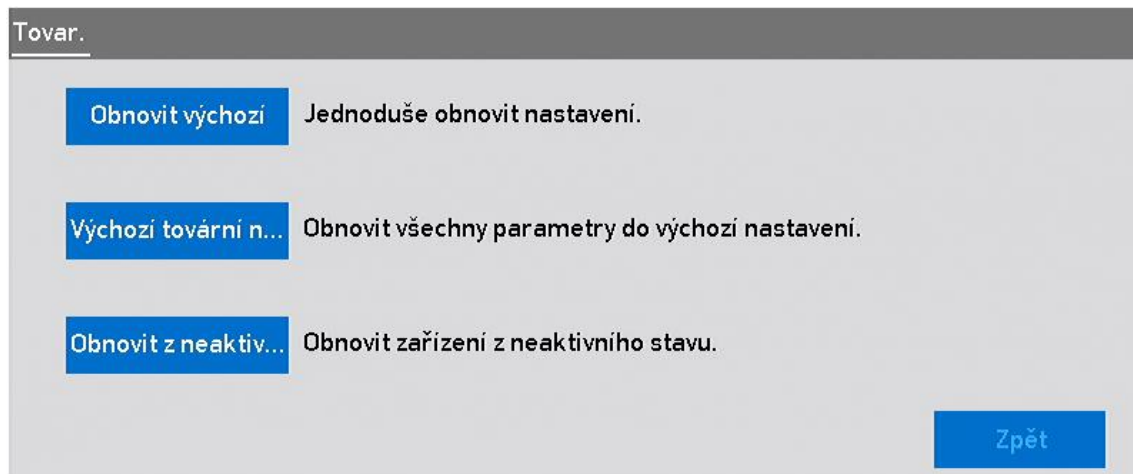 Tovar.
Obnovit výchozí Jednoduše obnovit nastavení.
Výchozí tovární n... Obnovit všechny parametry do výchozí nastavení.
Obnovit z neaktiv... Obnovit zařízení z neaktivního stavu.
Zpět